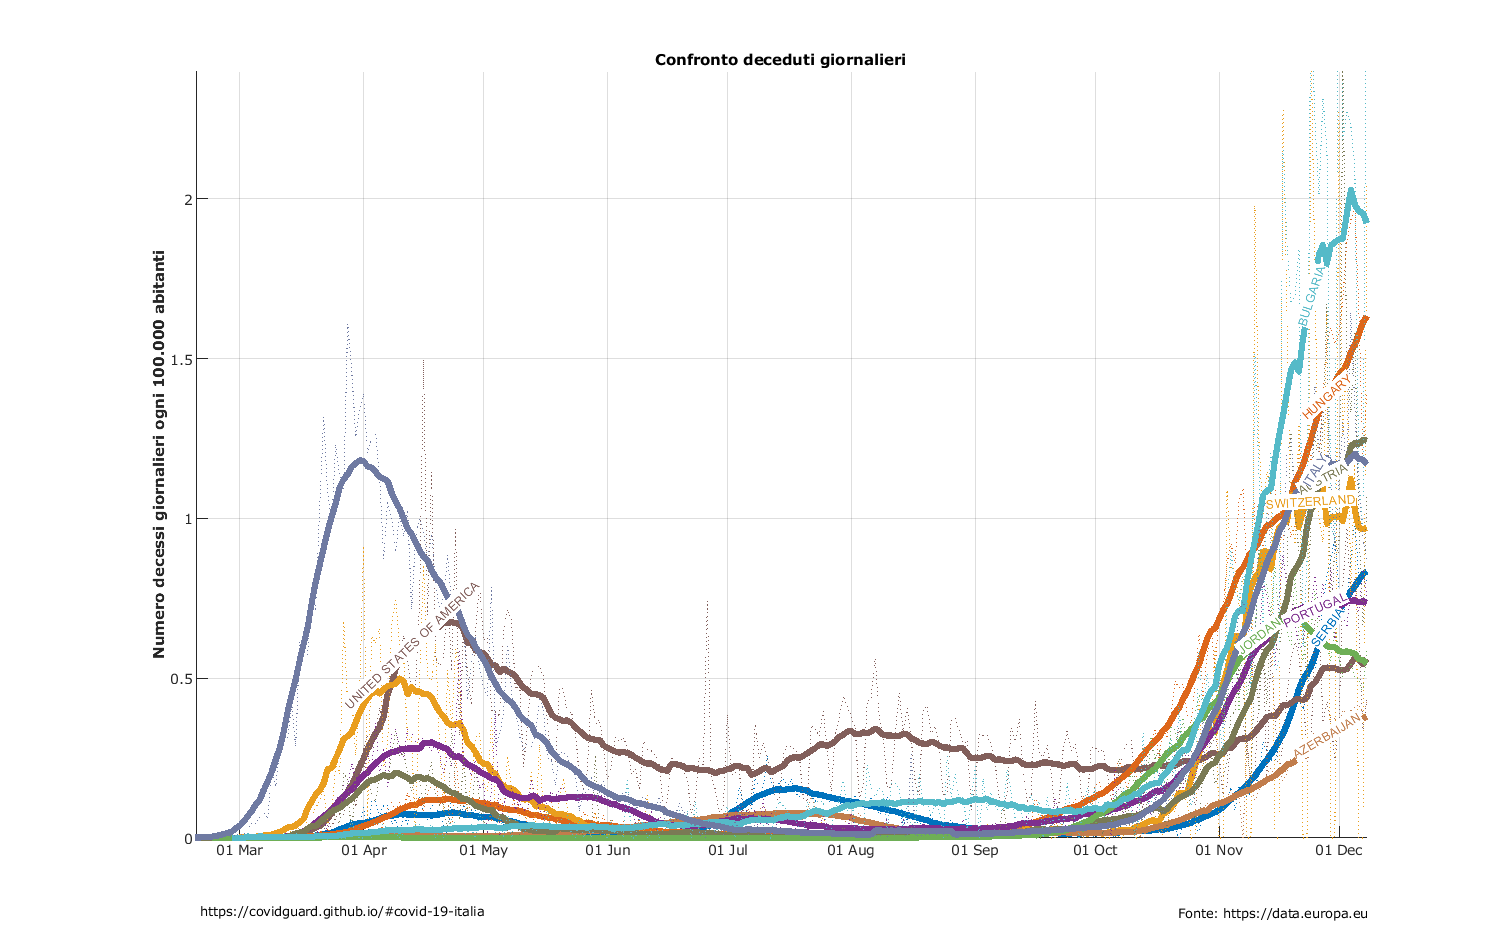 Confronto deceduti giornalieri
Numero decessi giornalieri ogni 100.000 abitanti
2
1.5
1
0.5
0
BULGARIA
HUNGARY
ITALY
AUSTRIA
SWITZERLAND
UNITED STATES OF AMERICA
PORTUGAL
JORDAN
SERBIA
AZERBAIJAN
01 Mar 01 Apr 01 May 01 Jun 01 Jul 01 Aug 01 Sep 01 Oct 01 Nov 01 Dec
https://covidguard.github.io/#covid-19-italia
Fonte: https://data.europa.eu